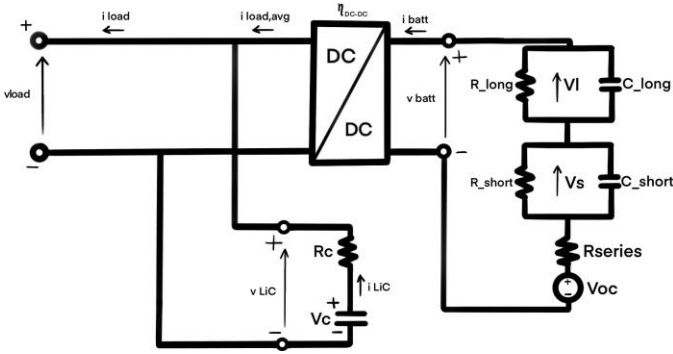 i load
i load,avg
η DC-DC
i batt
+
+
DC
DC
vload
v batt
R_long
Vl
C_long
−
−
R_short
Vs
C_short
+
Rc
Rseries
v LiC
i LiC
+
Vc
−
−
+
−
Voc